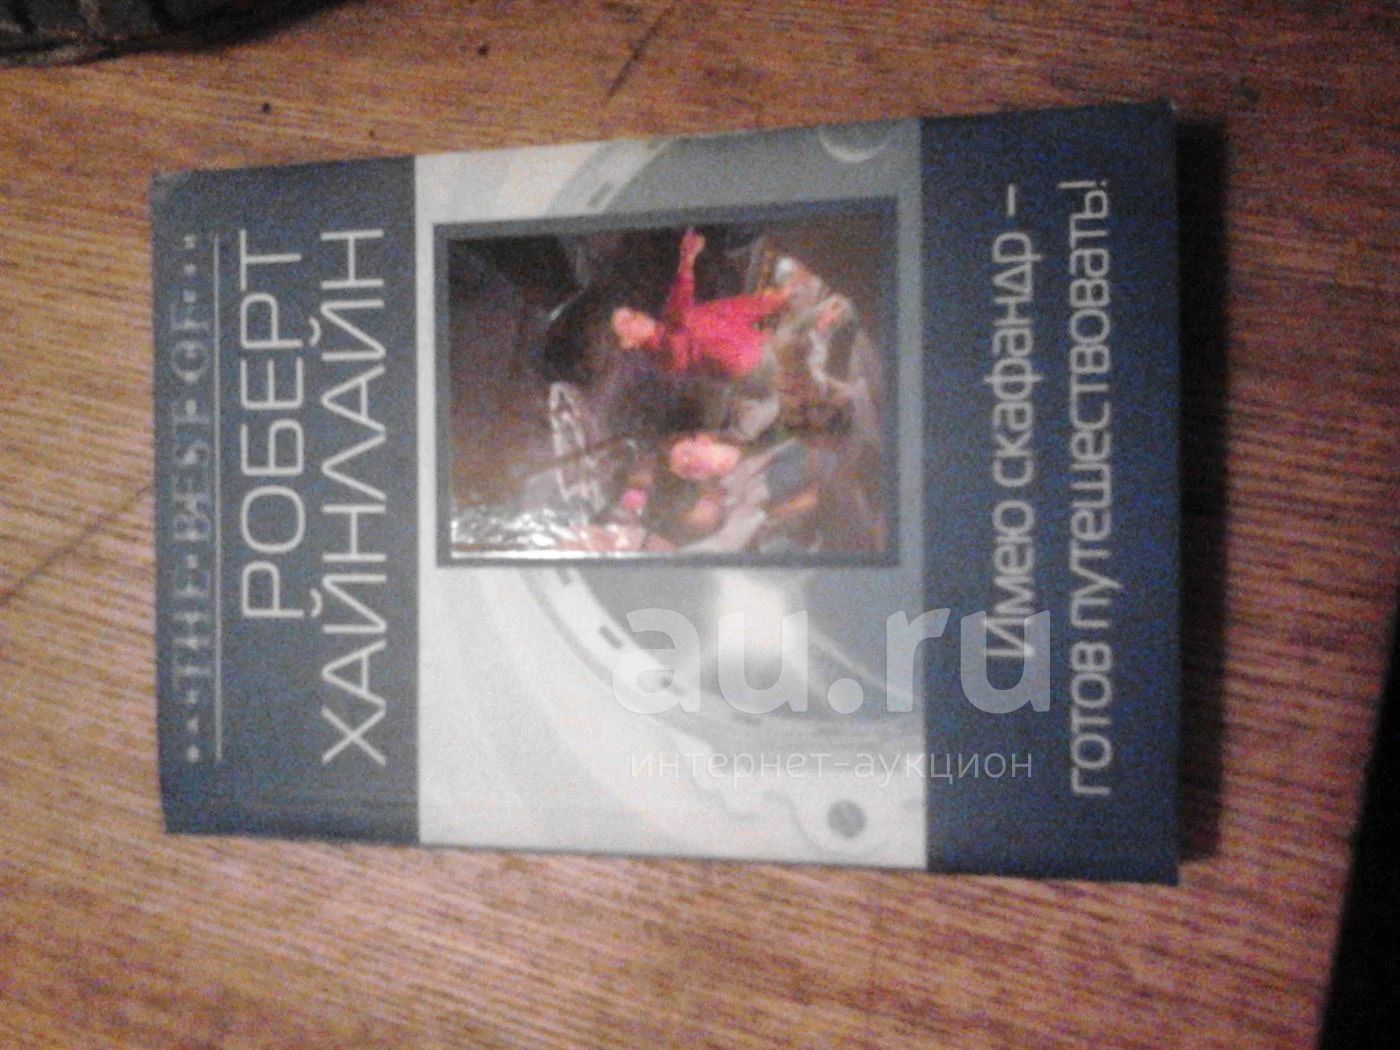 THE BEST OF
РОБЕРТ
ХАЙНЛАЙН
Имею скафандр –
готов путешествовать!
au.ru
интернет-аукцион